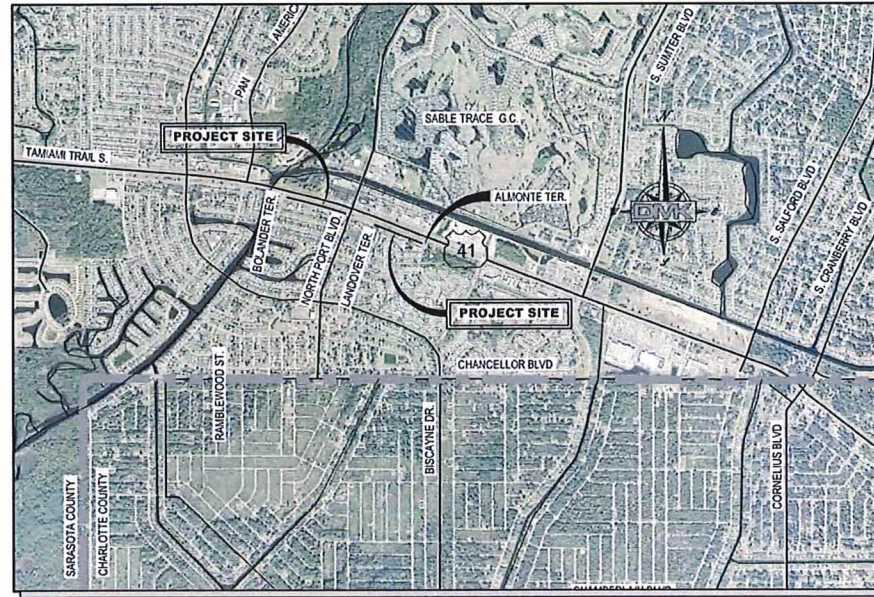 AMERICA
PAN
S. SUMTER BLVD
SABLE TRACE G.C.
N
PROJECT SITE
TAMIAMI TRAIL S.
DMK
S. SALFORD BLVD
S. CRANBERRY BLVD
ALMONTE TER.
BOLANDER TER.
NORTH PORT BLVD.
LANDOVER TER.
41
PROJECT SITE
CHANCELLOR BLVD
RAMBLEWOOD ST.
BISCAYNE DR.
CORNELIUS BLVD
SARASOTA COUNTY
CHARLOTTE COUNTY